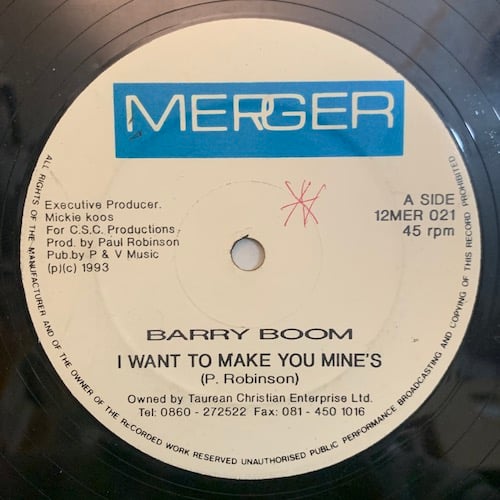 MERGER
Executive Producer.
Mickie koos
For C.S.C. Productions.
Prod. by Paul Robinson
Pub.by P & V Music
(p)(c) 1993
A SIDE
12MER 021
45 rpm
BARRY BOOM
I WANT TO MAKE YOU MINE'S
(P. Robinson)
Owned by Taurean Christian Enterprise Ltd.
Tel: 0860 - 272522 Fax: 081 - 450 1016
ALL RIGHTS OF THE MANUFACTURER AND OF THE OWNER OF THE ReCORDED WORK RESERVED UNAUTHORISED PUBLIC PERFORMANCE BROADCASTING AND COPYING OF THIS RECORD PROHIBITED